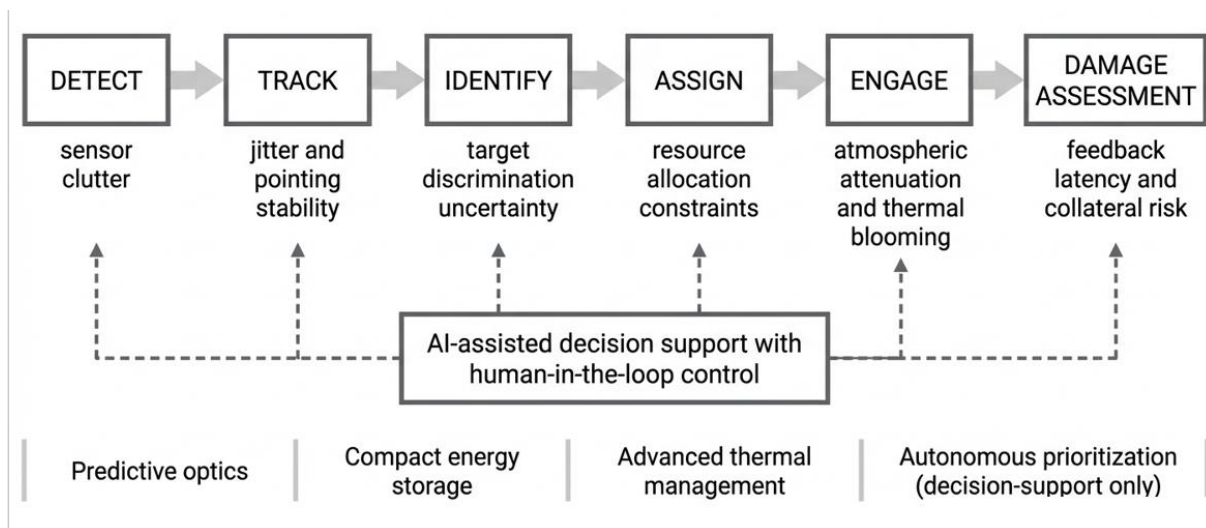 DETECT
TRACK
IDENTIFY
ASSIGN
ENGAGE
DAMAGE
ASSESSMENT
sensor
clutter
jitter and
pointing
stability
target
discrimination
uncertainty
resource
allocation
constraints
atmospheric
attenuation
and thermal
blooming
feedback
latency and
collateral risk
AI-assisted decision support with
human-in-the-loop control
Predictive optics
Compact energy
storage
Advanced thermal
management
Autonomous prioritization
(decision-support only)